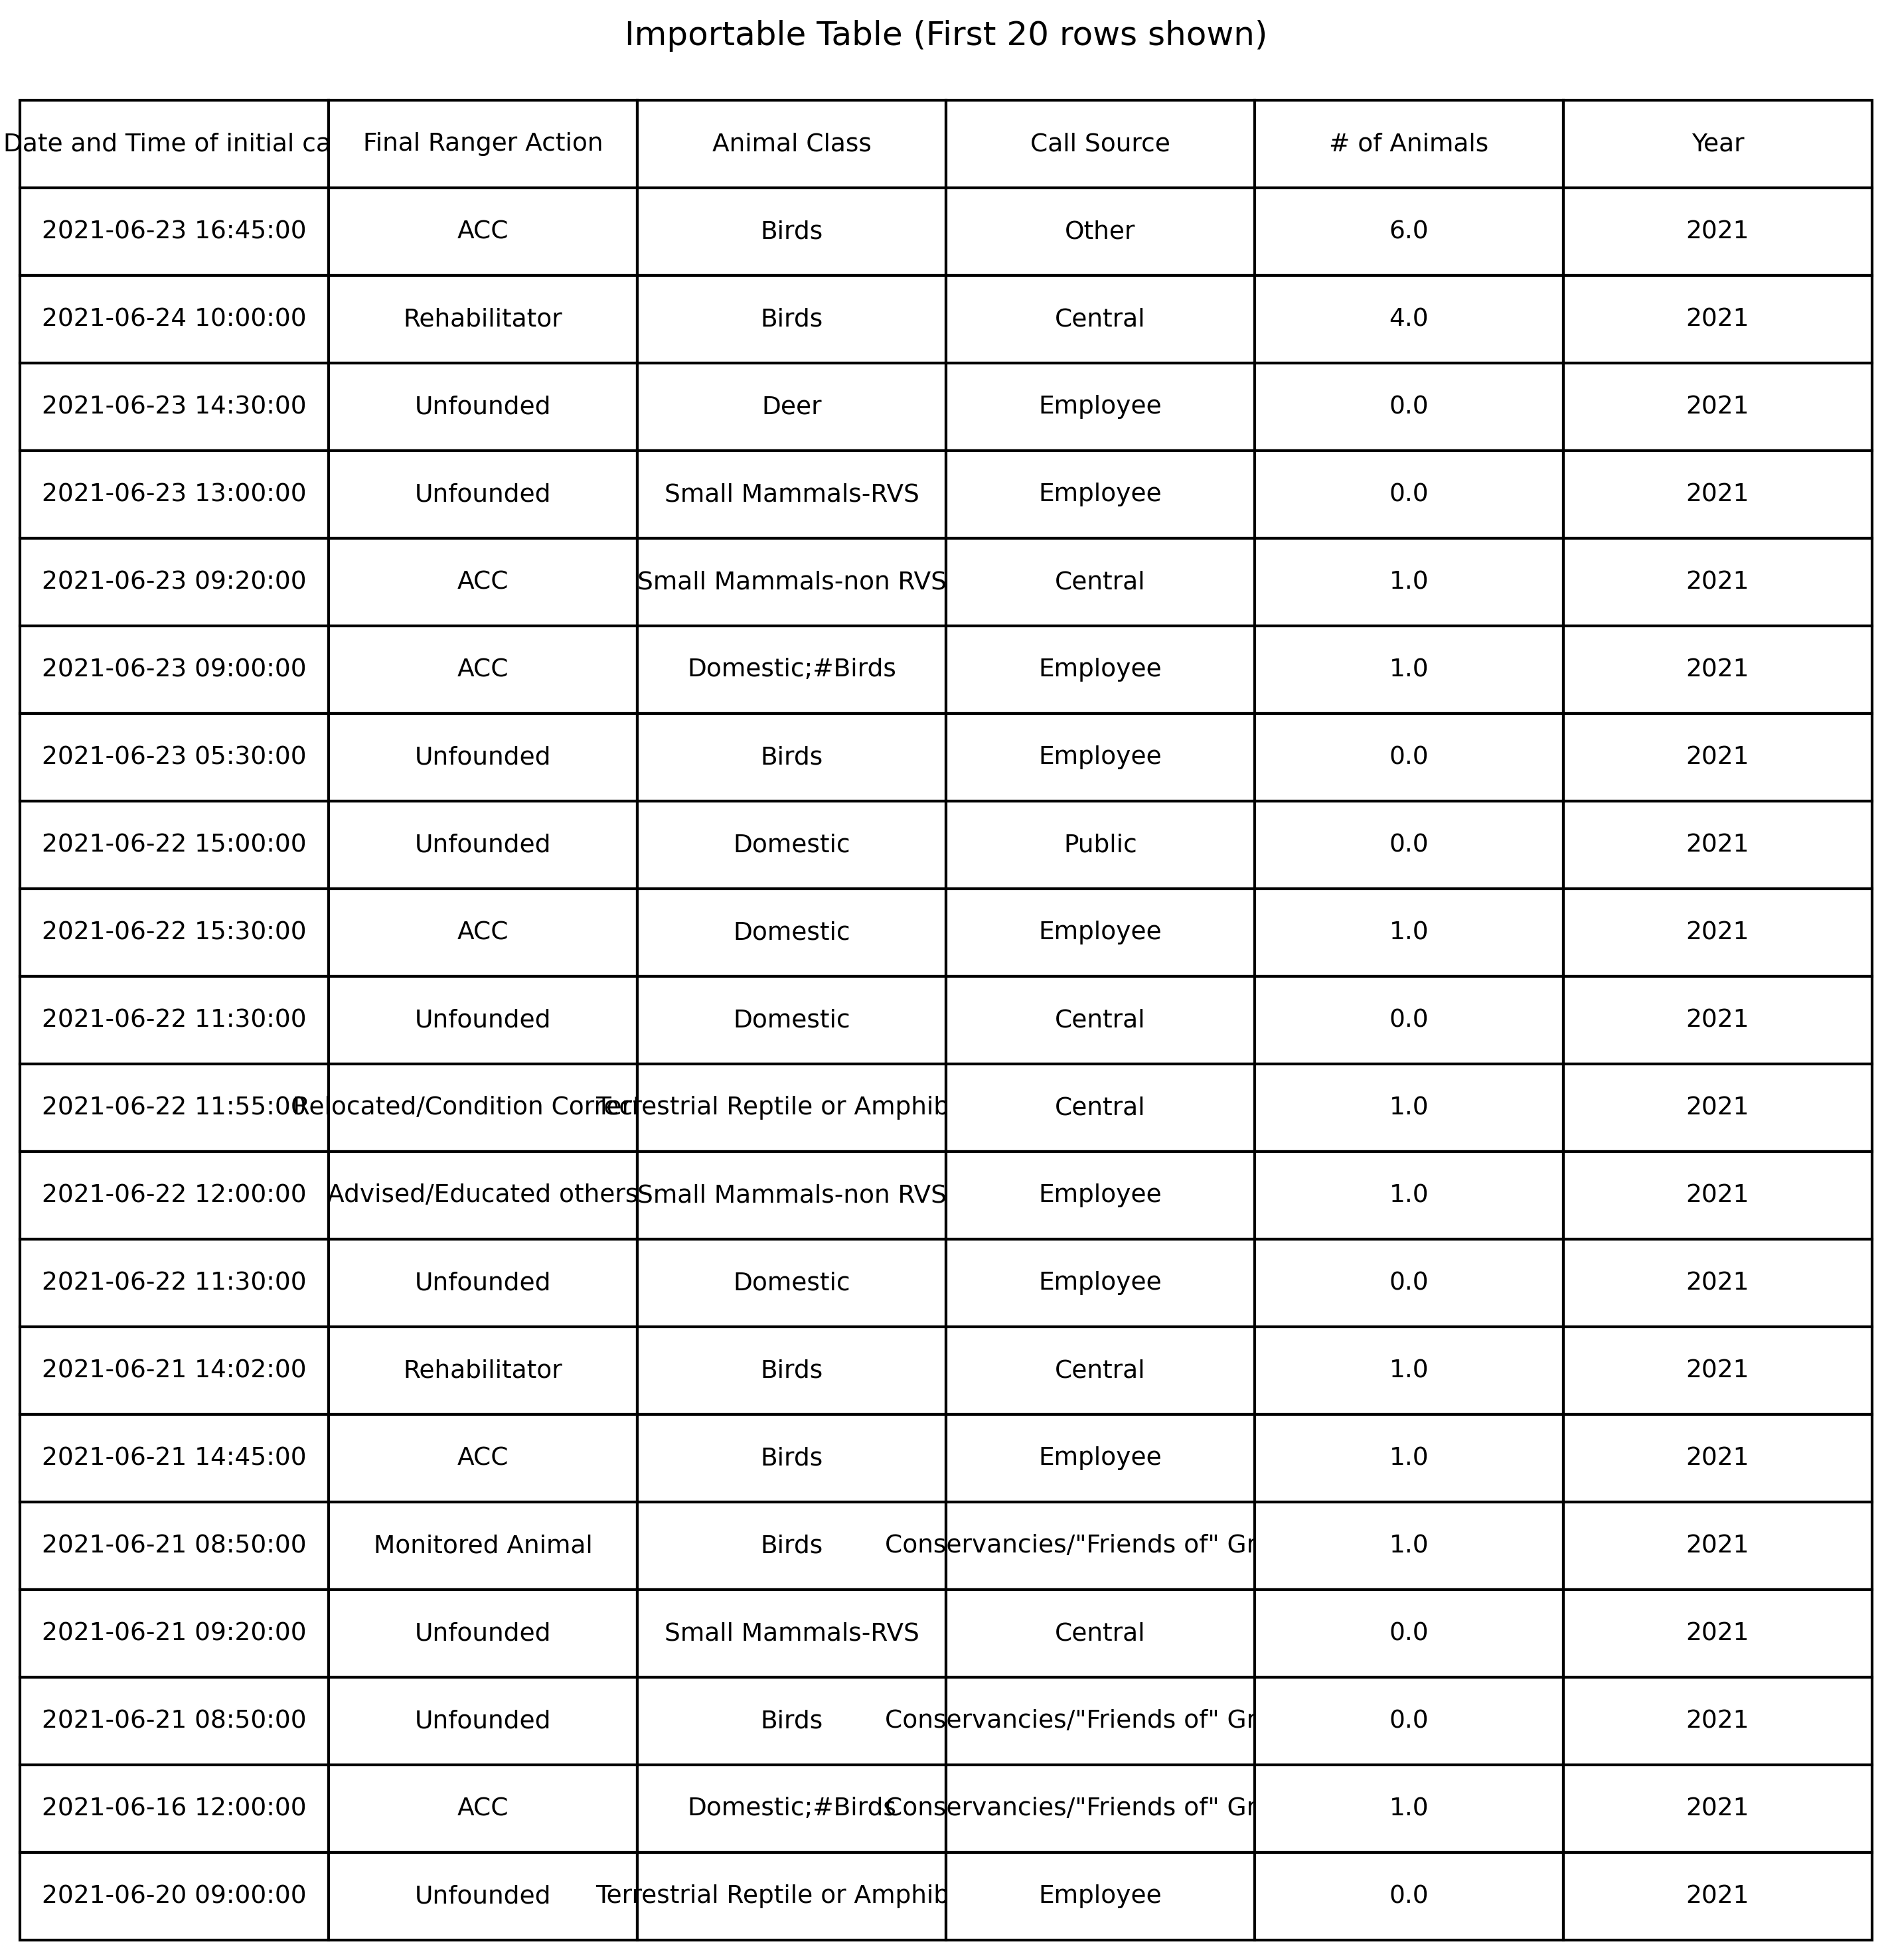 Importable Table (First 20 rows shown)
Date and Time of initial ca Final Ranger Action Animal Class Call Source # of Animals Year
2021-06-23 16:45:00 ACC Birds Other 6.0 2021
2021-06-24 10:00:00 Rehabilitator Birds Central 4.0 2021
2021-06-23 14:30:00 Unfounded Deer Employee 0.0 2021
2021-06-23 13:00:00 Unfounded Small Mammals-RVS Employee 0.0 2021
2021-06-23 09:20:00 ACC Small Mammals-non RVS Central 1.0 2021
2021-06-23 09:00:00 ACC Domestic;#Birds Employee 1.0 2021
2021-06-23 05:30:00 Unfounded Birds Employee 0.0 2021
2021-06-22 15:00:00 Unfounded Domestic Public 0.0 2021
2021-06-22 15:30:00 ACC Domestic Employee 1.0 2021
2021-06-22 11:30:00 Unfounded Domestic Central 0.0 2021
2021-06-22 11:55:00 Relocated/Condition Correc Terrestrial Reptile or Amphib Central 1.0 2021
2021-06-22 12:00:00 Advised/Educated others Small Mammals-non RVS Employee 1.0 2021
2021-06-22 11:30:00 Unfounded Domestic Employee 0.0 2021
2021-06-21 14:02:00 Rehabilitator Birds Central 1.0 2021
2021-06-21 14:45:00 ACC Birds Employee 1.0 2021
2021-06-21 08:50:00 Monitored Animal Birds Conservancies/"Friends of" Gr 1.0 2021
2021-06-21 09:20:00 Unfounded Small Mammals-RVS Central 0.0 2021
2021-06-21 08:50:00 Unfounded Birds Conservancies/"Friends of" Gr 0.0 2021
2021-06-16 12:00:00 ACC Domestic;#Birds Conservancies/"Friends of" Gr 1.0 2021
2021-06-20 09:00:00 Unfounded Terrestrial Reptile or Amphib Employee 0.0 2021